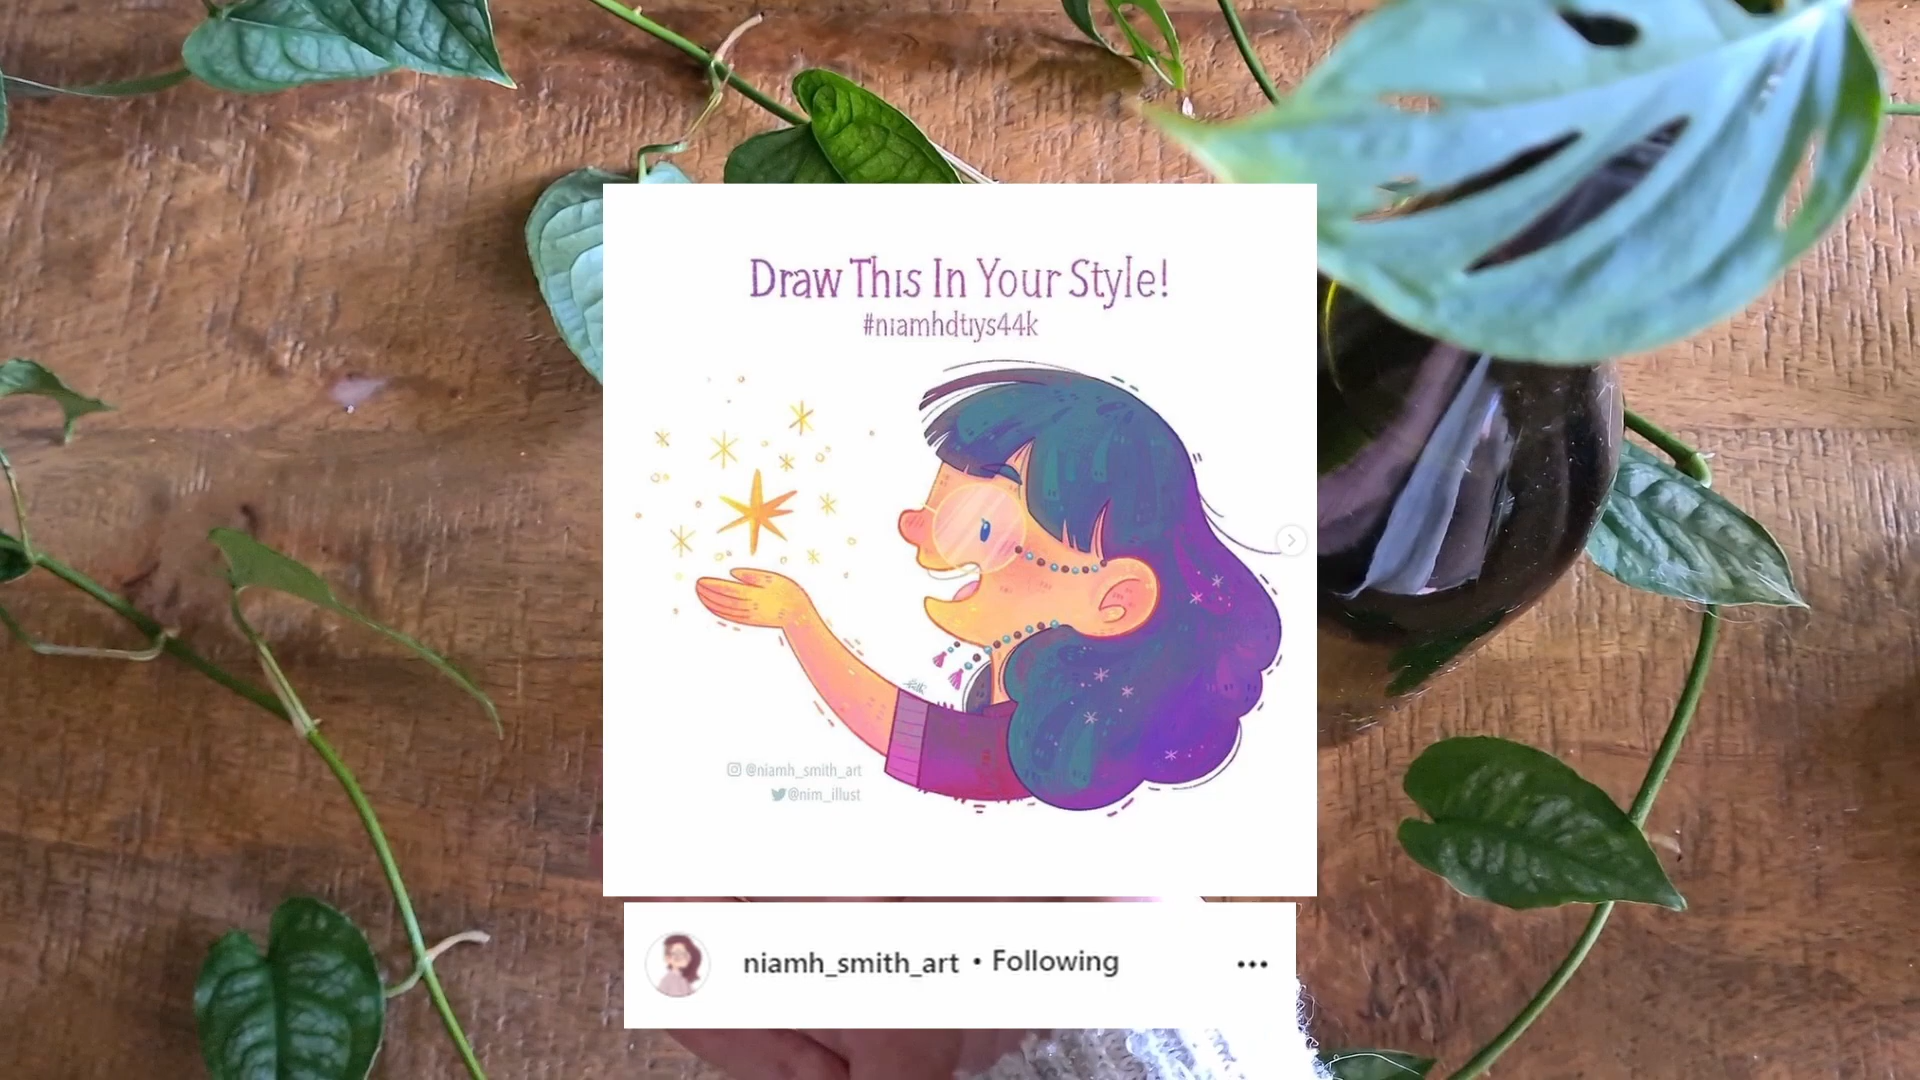 Draw This In Your Style!
#niamhdtiys44k
@niamh_smith_art
@nim_illust
niamh_smith_art • Following